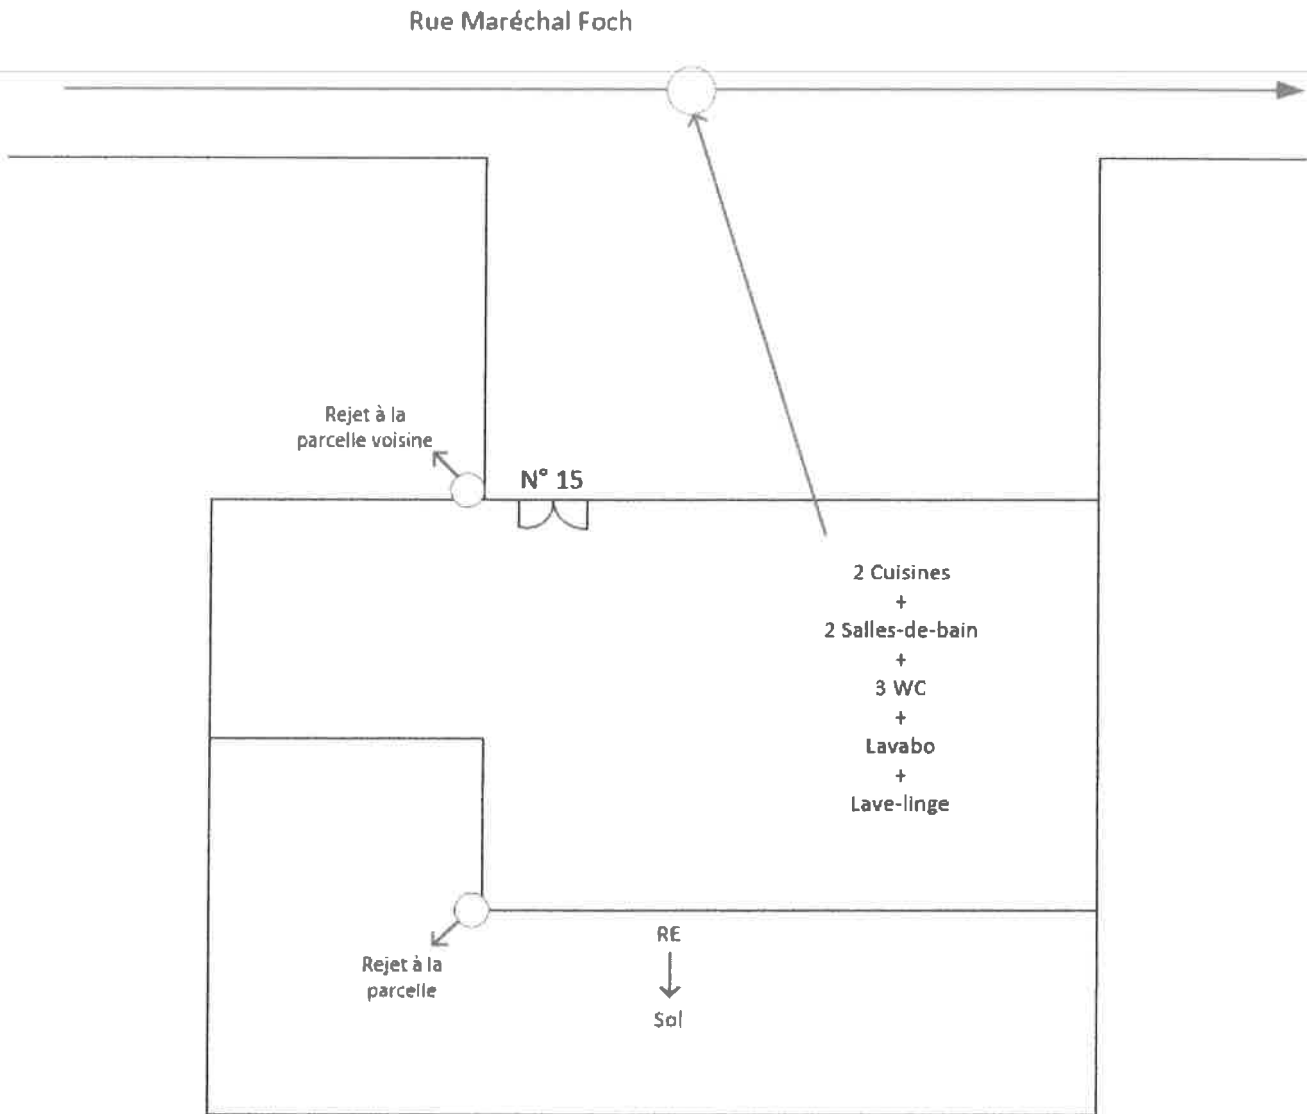 Rue Maréchal Foch
Rejet à la
parcelle voisine
N° 15
2 Cuisines
+
2 Salles-de-bain
+
3 WC
+
Lavabo
+
Lave-linge
Rejet à la
parcelle
RE
Sol